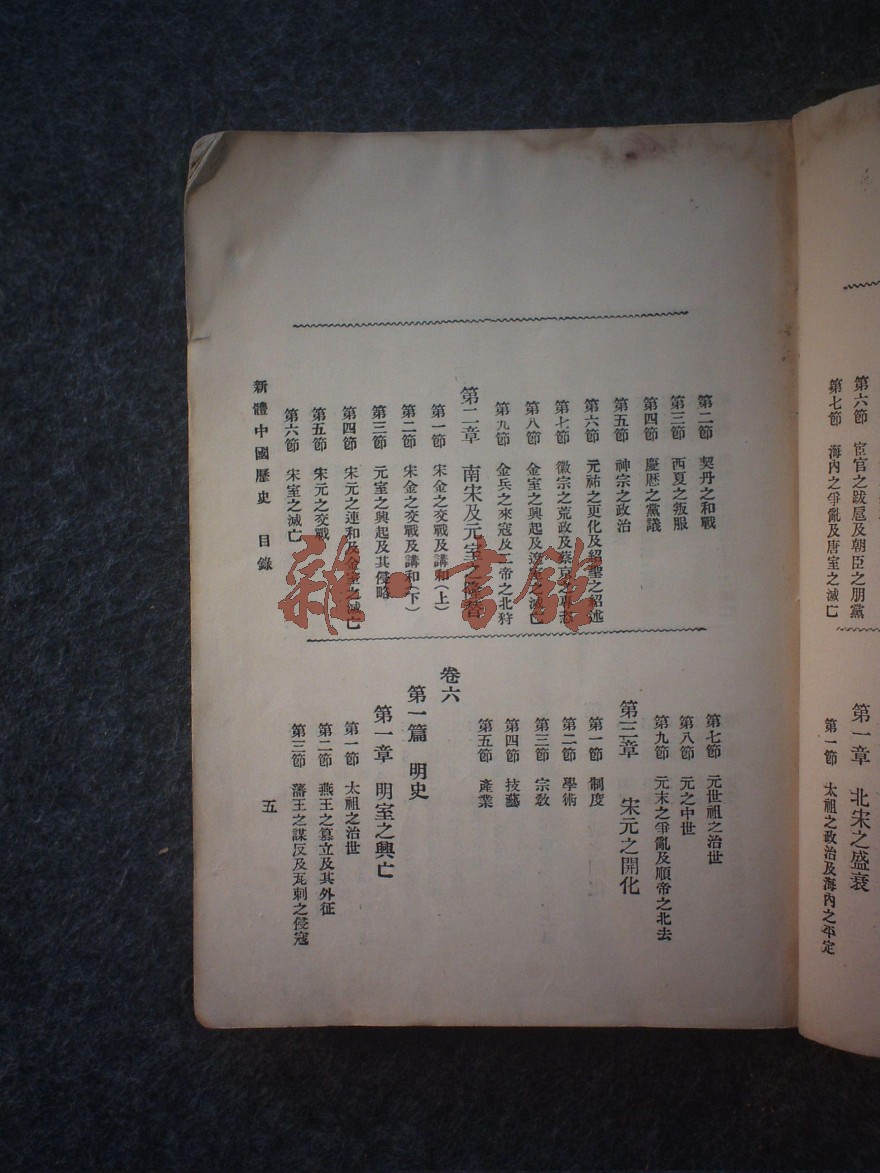 第六節 宦官之跋扈及朝臣之朋黨
第七節 海內之爭亂及唐室之滅亡
第一章 北宋之盛衰
第一節 太祖之政治及海內之平定
第二節 契丹之和戰
第三節 西夏之叛服
第四節 慶歷之黨議
第五節 神宗之政治
第六節 元祐之更化及紹聖之紹述
第七節 徽宗之荒政及蔡京之專恣
第八節 金室之興起及遼室之滅亡
第九節 金兵之來寇及二帝之北狩
第二章 南宋及元室之隆替
第一節 宋金之交戰及講和(上)
第二節 宋金之交戰及講和(下)
第三節 元室之興起及其侵略
第四節 宋元之連和及金室之滅亡
第五節 宋元之交戰
第六節 宋室之滅亡
第七節 元世祖之治世
第八節 元之中世
第九節 元末之爭亂及順帝之北去
第三章 宋元之開化
第一節 制度
第二節 學術
第三節 宗教
第四節 技藝
第五節 產業
卷六
第一篇 明史
第一章 明室之興亡
第一節 太祖之治世
第二節 燕王之篡立及其外征
第三節 藩王之謀反及瓦剌之侵寇
新體中國歷史 目錄
五
雜·書館